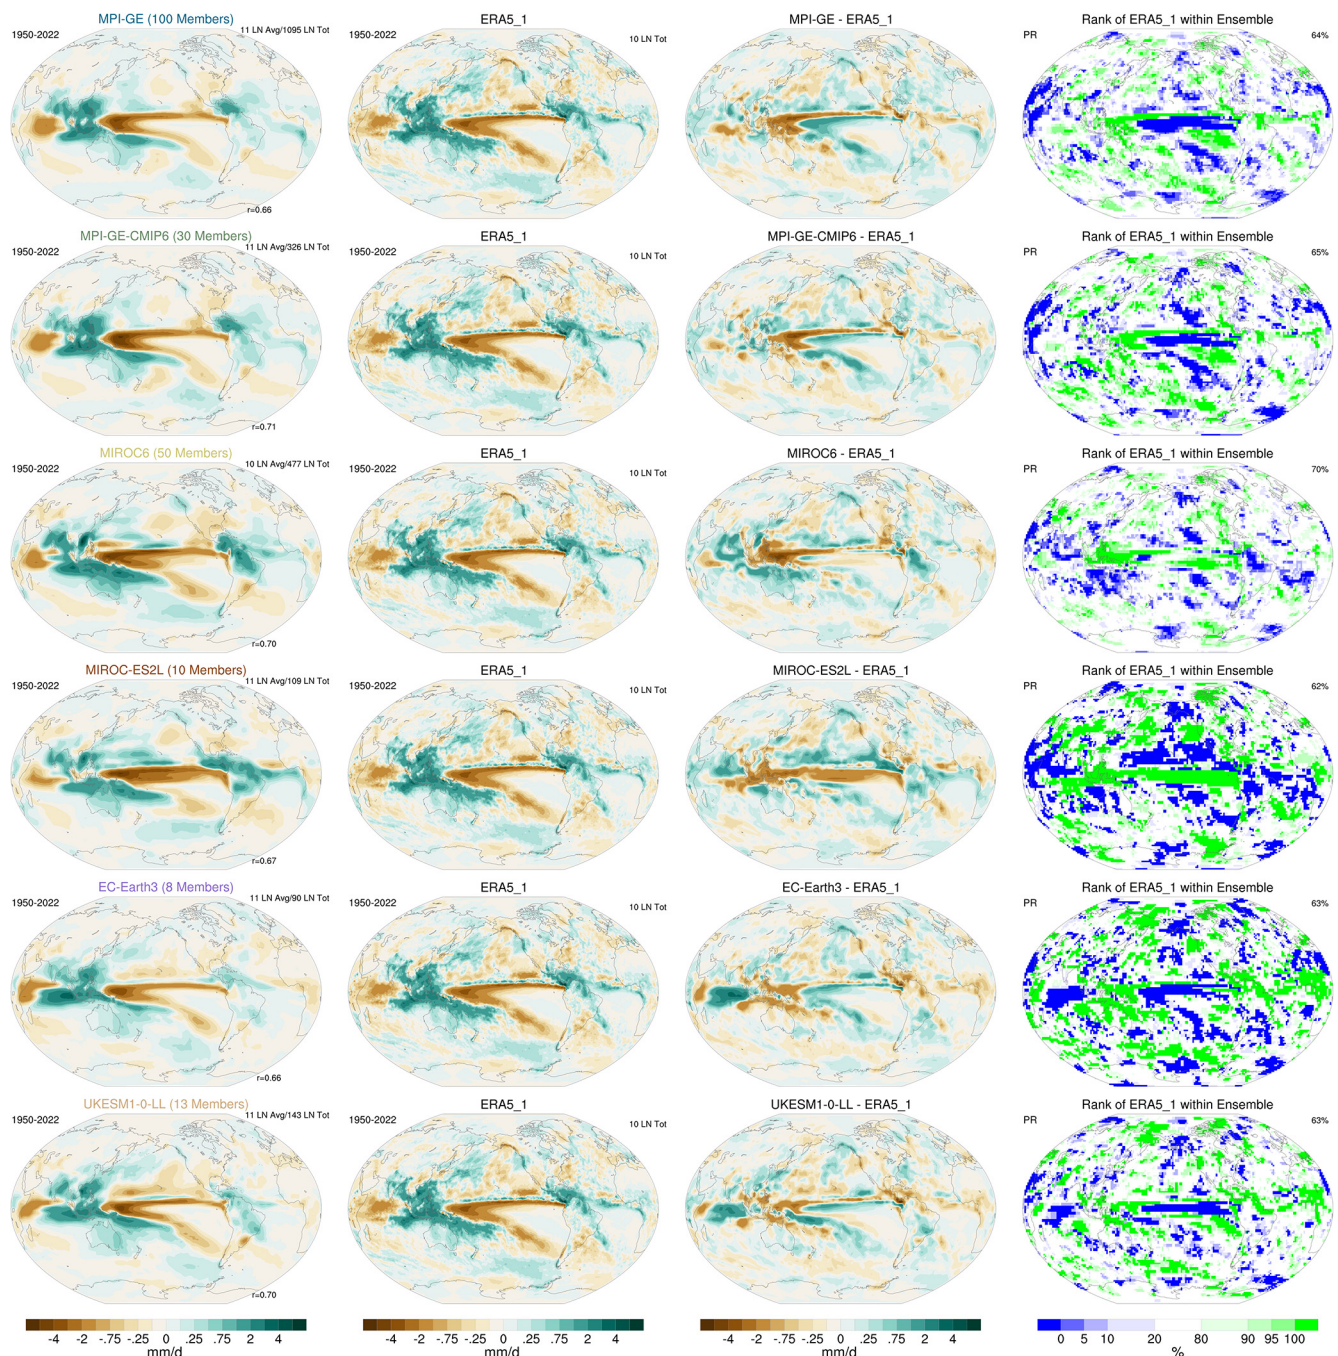 MPI-GE (100 Members)
1950-2022
11 LN Avg/1095 LN Tot
r=0.66
ERA5_1
1950-2022
10 LN Tot
MPI-GE - ERA5_1
Rank of ERA5_1 within Ensemble
PR
64%
MPI-GE-CMIP6 (30 Members)
1950-2022
11 LN Avg/326 LN Tot
r=0.71
ERA5_1
1950-2022
10 LN Tot
MPI-GE-CMIP6 - ERA5_1
Rank of ERA5_1 within Ensemble
PR
65%
MIROC6 (50 Members)
1950-2022
10 LN Avg/477 LN Tot
r=0.70
ERA5_1
1950-2022
10 LN Tot
MIROC6 - ERA5_1
Rank of ERA5_1 within Ensemble
PR
70%
MIROC-ES2L (10 Members)
1950-2022
11 LN Avg/109 LN Tot
r=0.67
ERA5_1
1950-2022
10 LN Tot
MIROC-ES2L - ERA5_1
Rank of ERA5_1 within Ensemble
PR
62%
EC-Earth3 (8 Members)
1950-2022
11 LN Avg/90 LN Tot
r=0.66
ERA5_1
1950-2022
10 LN Tot
EC-Earth3 - ERA5_1
Rank of ERA5_1 within Ensemble
PR
63%
UKESM1-0-LL (13 Members)
1950-2022
11 LN Avg/143 LN Tot
r=0.70
ERA5_1
1950-2022
10 LN Tot
UKESM1-0-LL - ERA5_1
Rank of ERA5_1 within Ensemble
PR
63%
-4 -2 -.75 -.25 0 .25 .75 2 4
mm/d
-4 -2 -.75 -.25 0 .25 .75 2 4
mm/d
-4 -2 -.75 -.25 0 .25 .75 2 4
mm/d
0 5 10 20 80 90 95 100
%